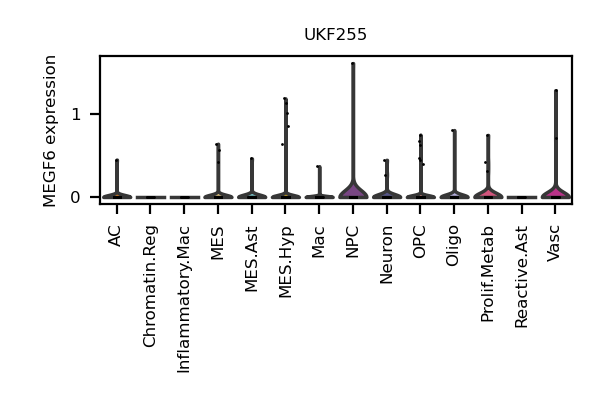 UKF255
MEGF6 expression
1
0
AC
Chromatin.Reg
Inflammatory.Mac
MES
MES.Ast
MES.Hyp
Mac
NPC
Neuron
OPC
Oligo
Prolif.Metab
Reactive.Ast
Vasc